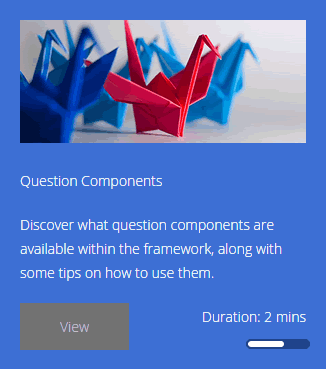 Question Components
Discover what question components are
available within the framework, along with
some tips on how to use them.
View
Duration: 2 mins